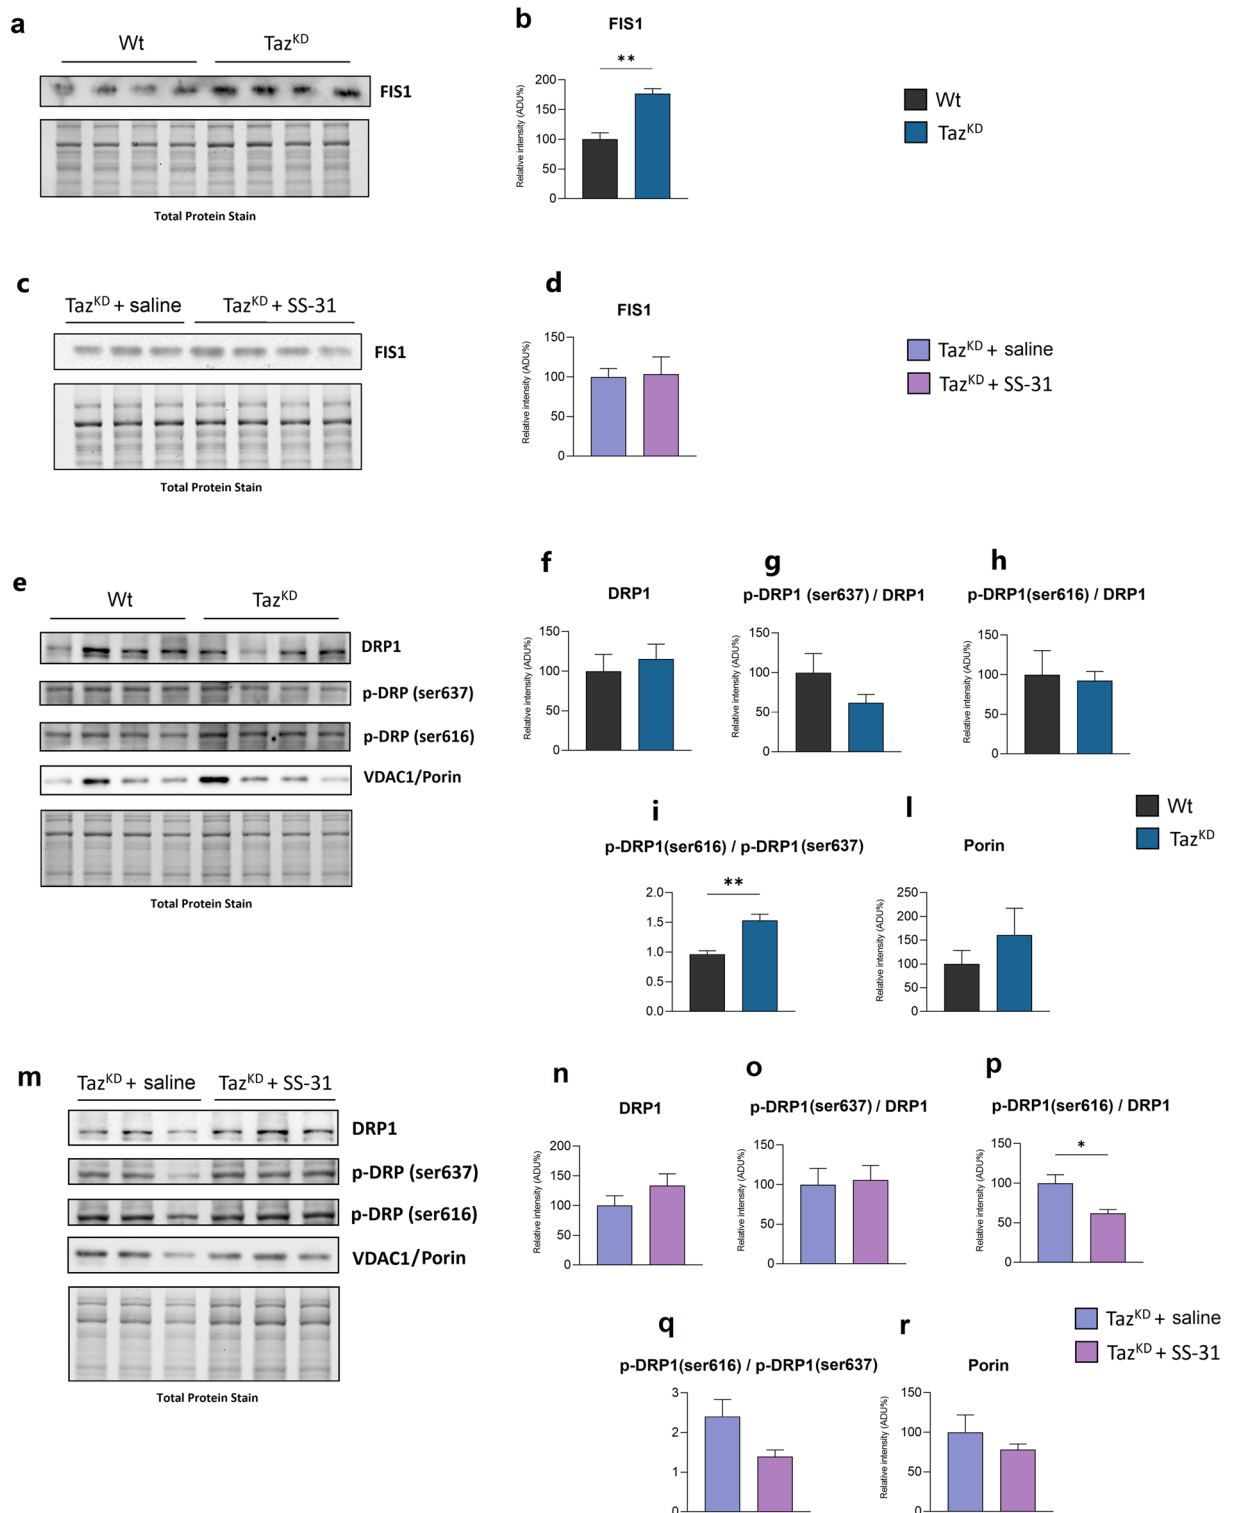 a
Wt Taz^KD
FIS1
Total Protein Stain
b
FIS1
**
Relative intensity (ADU%)
200
150
100
50
0
Wt
Taz^KD
c
Taz^KD + saline Taz^KD + SS-31
FIS1
Total Protein Stain
d
FIS1
Relative intensity (ADU%)
150
100
50
0
Taz^KD + saline
Taz^KD + SS-31
e
Wt Taz^KD
DRP1
p-DRP (ser637)
p-DRP (ser616)
VDAC1/Porin
Total Protein Stain
f
DRP1
Relative intensity (ADU%)
150
100
50
0
g
p-DRP1 (ser637) / DRP1
Relative intensity (ADU%)
150
100
50
0
h
p-DRP1(ser616) / DRP1
Relative intensity (ADU%)
150
100
50
0
i
p-DRP1(ser616) / p-DRP1(ser637)
**
2.0
1.5
1.0
0.5
0.0
l
Porin
Relative intensity (ADU%)
250
200
150
100
50
0
Wt
Taz^KD
m
Taz^KD + saline Taz^KD + SS-31
DRP1
p-DRP (ser637)
p-DRP (ser616)
VDAC1/Porin
Total Protein Stain
n
DRP1
Relative intensity (ADU%)
200
150
100
50
0
o
p-DRP1(ser637) / DRP1
Relative intensity (ADU%)
150
100
50
0
p
p-DRP1(ser616) / DRP1
*
Relative intensity (ADU%)
150
100
50
0
q
p-DRP1(ser616) / p-DRP1(ser637)
3
2
1
0
r
Porin
Relative intensity (ADU%)
150
100
50
0
Taz^KD + saline
Taz^KD + SS-31